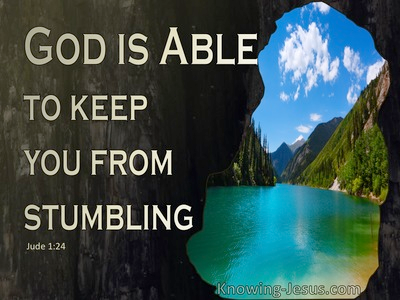 God is Able
to keep
you from
stumbling
Jude 1:24
Knowing-Jesus.com